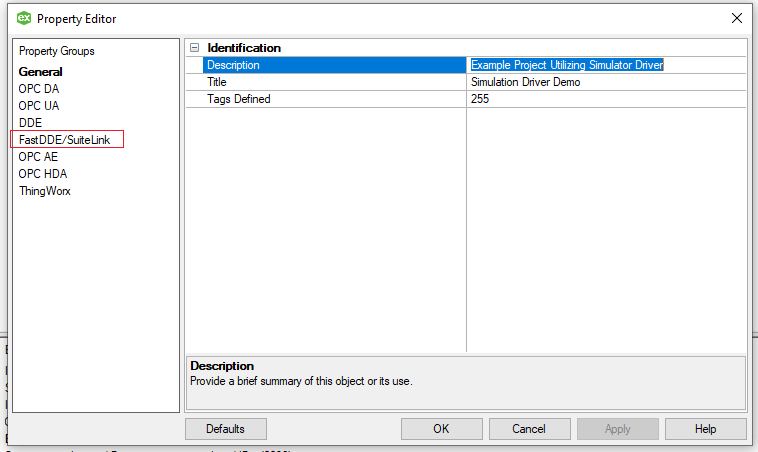 ex Property Editor
Property Groups
General
OPC DA
OPC UA
DDE
FastDDE/SuiteLink
OPC AE
OPC HDA
ThingWorx
Identification
Description Example Project Utilizing Simulator Driver
Title Simulation Driver Demo
Tags Defined 255
Description
Provide a brief summary of this object or its use.
Defaults OK Cancel Apply Help